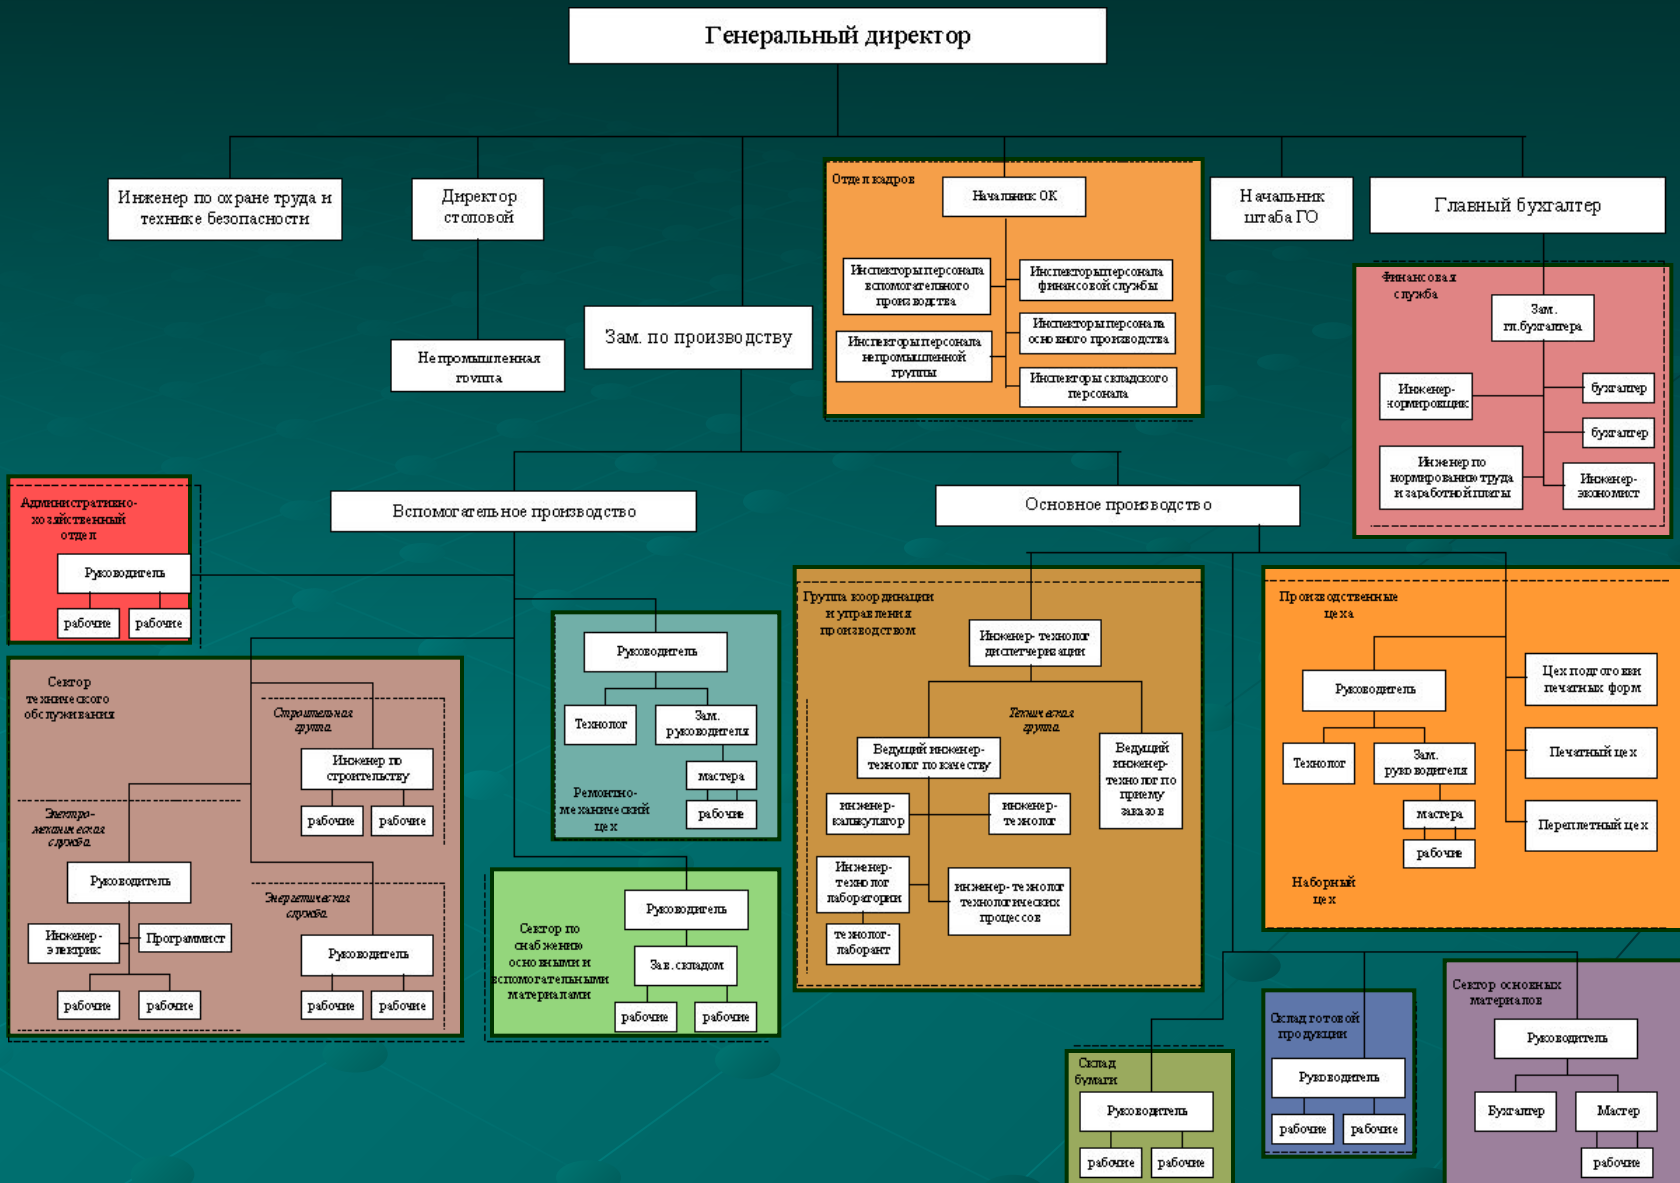 Генеральный директор
Инженер по охране труда и
технике безопасности
Директор
столовой
Непромышленная
группа
Зам. по производству
Отдел кадров
Начальник ОК
Инспекторы персонала
вспомогательного
производства
Инспекторы персонала
финансовой службы
Инспекторы персонала
непромышленной
группы
Инспекторы персонала
основного производства
Инспекторы складского
персонала
Начальник
штаба ГО
Главный бухгалтер
Финансовая
служба
Зам.
гл.бухгалтера
Инженер-
нормировщик
бухгалтер
бухгалтер
Инженер по
нормированию труда
и заработной платы
Инженер-
экономист
Вспомогательное производство
Основное производство
Административно-
хозяйственный
отдел
Руководитель
рабочие
рабочие
Сектор
технического
обслуживания
Строительная
группа
Инженер по
строительству
рабочие
рабочие
Электро-
механическая
служба
Руководитель
Инженер-
электрик
Программист
рабочие
рабочие
Энергетическая
служба
Руководитель
рабочие
рабочие
Руководитель
Технолог
Зам.
руководителя
мастера
рабочие
Ремонтно-
механический
цех
Сектор по
снабжению
основными и
вспомогательными
материалами
Руководитель
Зав.складом
рабочие
рабочие
Группа координации
и управления
производством
Инженер- технолог
диспетчеризации
Техническая
группа
Ведущий инженер-
технолог по качеству
Ведущий
инженер-
технолог по
приему
заказов
инженер-
калькулятор
инженер-
технолог
Инженер-
технолог
лаборатории
инженер- технолог
технологических
процессов
технолог-
лаборант
Производственные
цеха
Руководитель
Технолог
Зам.
руководителя
мастера
рабочие
Наборный
цех
Цех подготовки
печатных форм
Печатный цех
Переплетный цех
Склад
бумаги
Руководитель
рабочие
рабочие
Склад готовой
продукции
Руководитель
рабочие
рабочие
Сектор основных
материалов
Руководитель
Бухгалтер
Мастер
рабочие